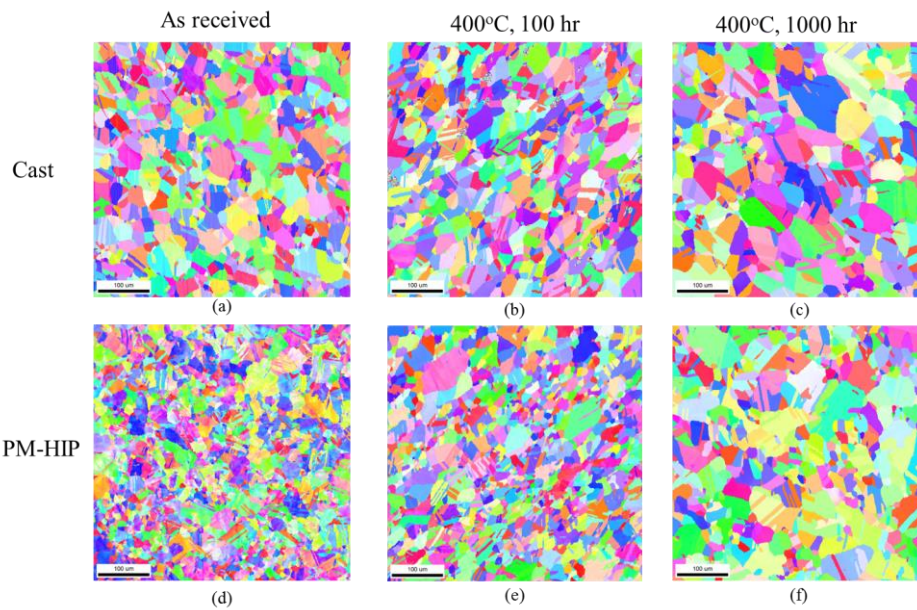 As received
400°C, 100 hr
400°C, 1000 hr
Cast
100 um
100 um
100 um
(a)
(b)
(c)
PM-HIP
100 um
100 um
100 um
(d)
(e)
(f)